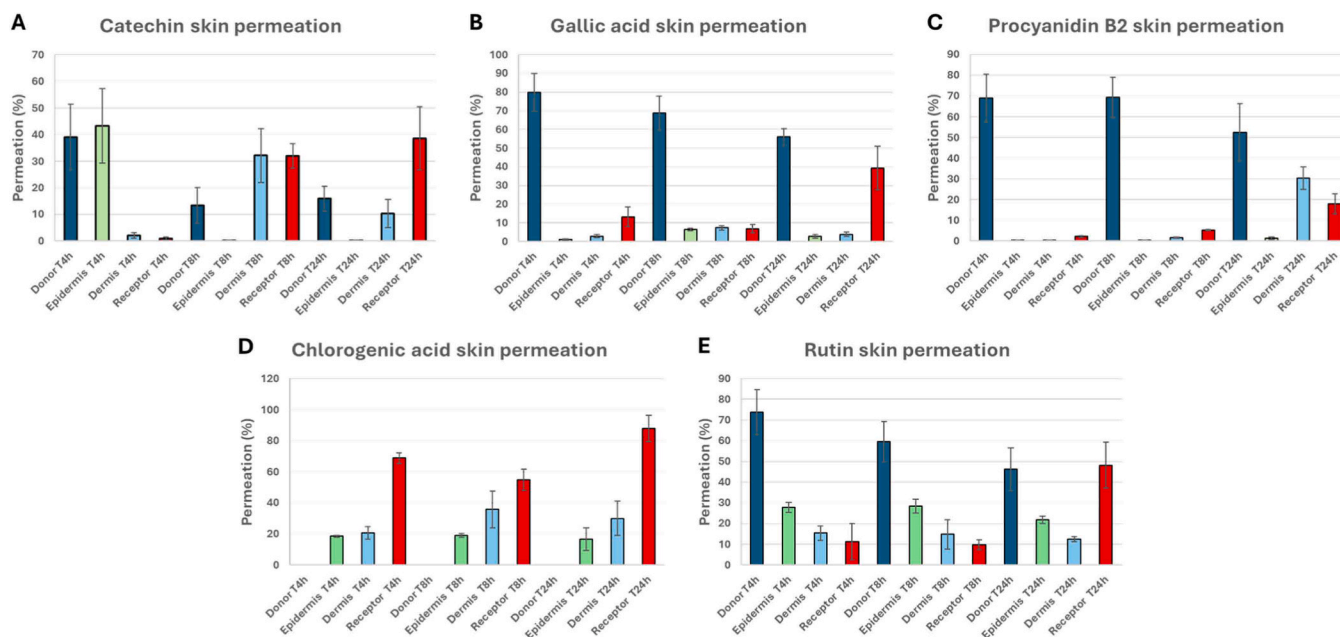 A
Catechin skin permeation
Permeation (%)
70
60
50
40
30
20
10
0
Donor T4h
Epidermis T4h
Dermis T4h
Receptor T4h
Donor T8h
Epidermis T8h
Dermis T8h
Receptor T8h
Donor T24h
Epidermis T24h
Dermis T24h
Receptor T24h
B
Gallic acid skin permeation
Permeation (%)
100
90
80
70
60
50
40
30
20
10
0
Donor T4h
Epidermis T4h
Dermis T4h
Receptor T4h
Donor T8h
Epidermis T8h
Dermis T8h
Receptor T8h
Donor T24h
Epidermis T24h
Dermis T24h
Receptor T24h
C
Procyanidin B2 skin permeation
Permeation (%)
90
80
70
60
50
40
30
20
10
0
Donor T4h
Epidermis T4h
Dermis T4h
Receptor T4h
Donor T8h
Epidermis T8h
Dermis T8h
Receptor T8h
Donor T24h
Epidermis T24h
Dermis T24h
Receptor T24h
D
Chlorogenic acid skin permeation
Permeation (%)
120
100
80
60
40
20
0
Donor T4h
Epidermis T4h
Dermis T4h
Receptor T4h
Donor T8h
Epidermis T8h
Dermis T8h
Receptor T8h
Donor T24h
Epidermis T24h
Dermis T24h
Receptor T24h
E
Rutin skin permeation
Permeation (%)
90
80
70
60
50
40
30
20
10
0
Donor T4h
Epidermis T4h
Dermis T4h
Receptor T4h
Donor T8h
Epidermis T8h
Dermis T8h
Receptor T8h
Donor T24h
Epidermis T24h
Dermis T24h
Receptor T24h